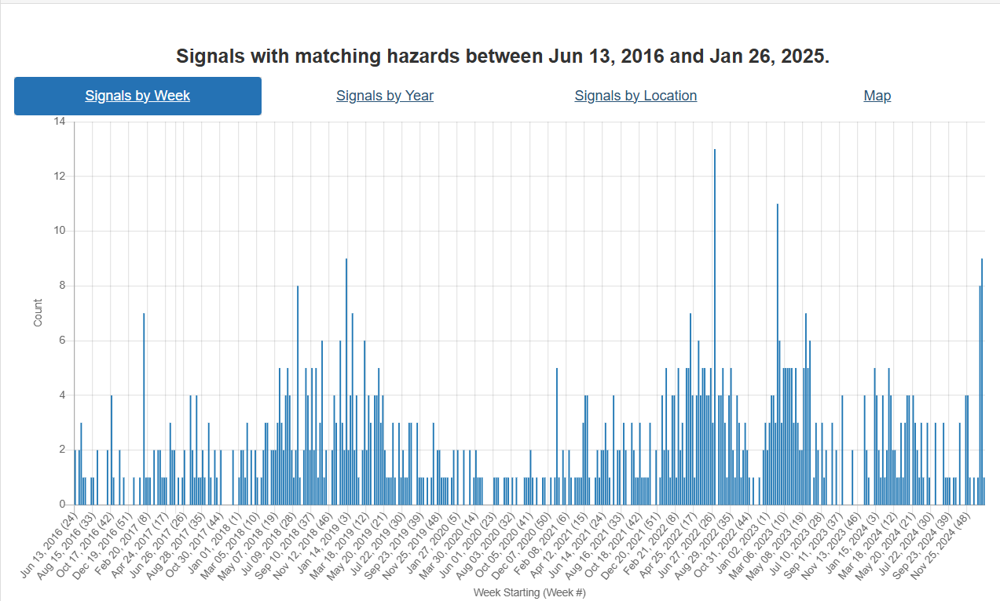 Signals with matching hazards between Jun 13, 2016 and Jan 26, 2025.
Signals by Week
Signals by Year
Signals by Location
Map
14
12
10
8
6
4
2
0
Count
Jun 13, 2016 (24)
Aug 15, 2016 (33)
Oct 17, 2016 (42)
Dec 19, 2016 (51)
Feb 20, 2017 (8)
Apr 24, 2017 (17)
Jun 26, 2017 (26)
Aug 28, 2017 (35)
Oct 30, 2017 (44)
Jan 01, 2018 (1)
Mar 05, 2018 (10)
May 07, 2018 (19)
Jul 09, 2018 (28)
Sep 10, 2018 (37)
Nov 12, 2018 (46)
Jan 14, 2019 (3)
Mar 18, 2019 (12)
May 20, 2019 (21)
Jul 22, 2019 (30)
Sep 23, 2019 (39)
Nov 25, 2019 (48)
Jan 27, 2020 (5)
Mar 30, 2020 (14)
Jun 01, 2020 (23)
Aug 03, 2020 (32)
Oct 05, 2020 (41)
Dec 07, 2020 (50)
Feb 08, 2021 (6)
Apr 12, 2021 (15)
Jun 14, 2021 (24)
Aug 16, 2021 (33)
Oct 18, 2021 (42)
Dec 20, 2021 (51)
Feb 21, 2022 (8)
Apr 25, 2022 (17)
Jun 27, 2022 (26)
Aug 29, 2022 (35)
Oct 31, 2022 (44)
Jan 02, 2023 (1)
Mar 06, 2023 (10)
May 08, 2023 (19)
Jul 10, 2023 (28)
Sep 11, 2023 (37)
Nov 13, 2023 (46)
Jan 15, 2024 (3)
Mar 18, 2024 (12)
May 20, 2024 (21)
Jul 22, 2024 (30)
Sep 23, 2024 (39)
Nov 25, 2024 (48)
Week Starting (Week #)